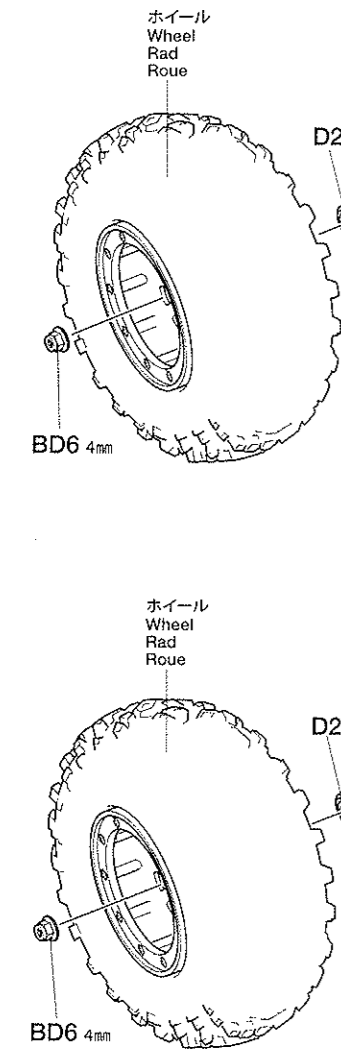 ホイール
Wheel
Rad
Roue
D2
BD6 4mm
ホイール
Wheel
Rad
Roue
D2
BD6 4mm